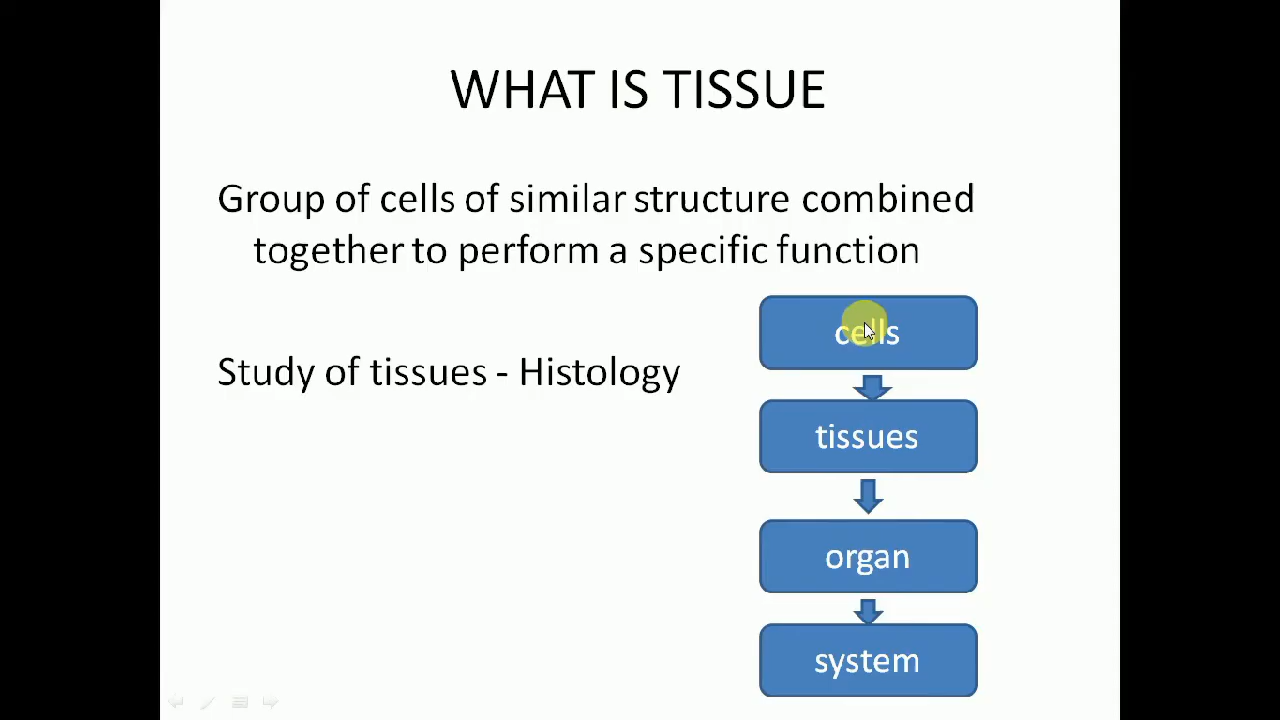 WHAT IS TISSUE
Group of cells of similar structure combined
together to perform a specific function
Study of tissues - Histology
cells
tissues
organ
system